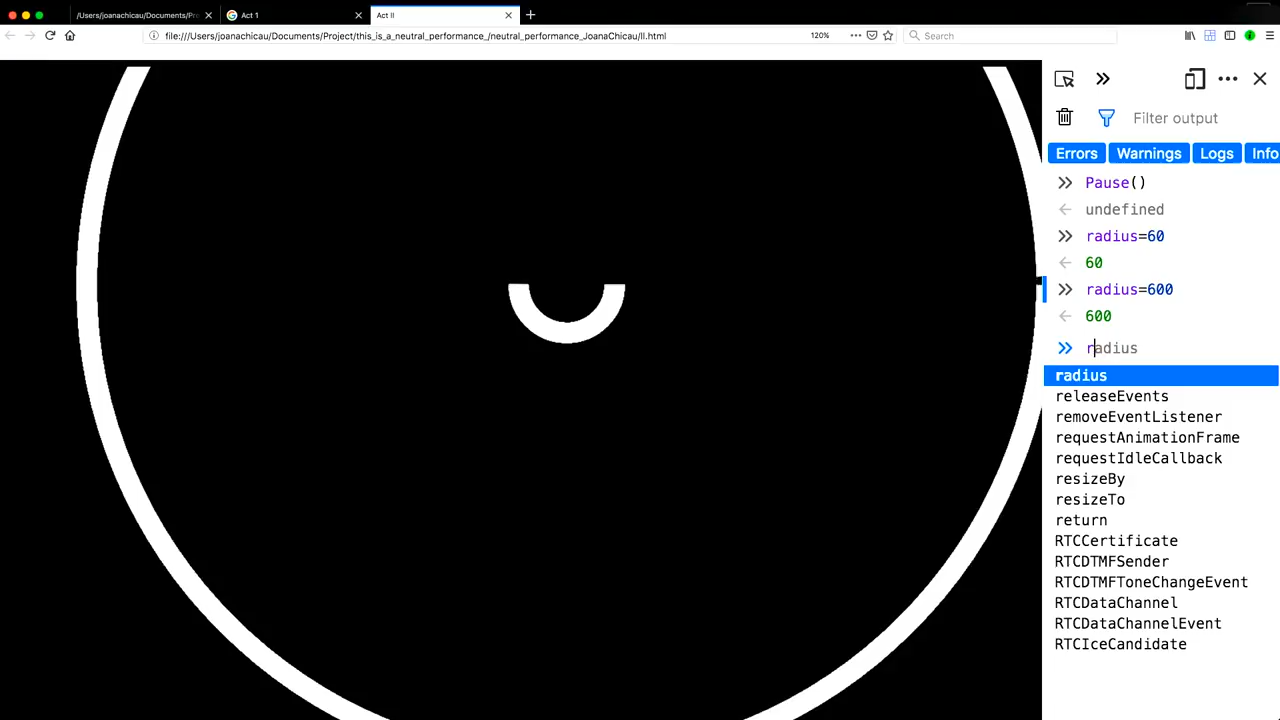 /Users/joanachicau/Documents/Pr
Act 1
Act II
file:///Users/joanachicau/Documents/Project/this_is_a_neutral_performance_/neutral_performance_JoanaChicau/II.html
120%
Search
Filter output
Errors
Warnings
Logs
Info
Pause()
undefined
radius=60
60
radius=600
600
radius
radius
releaseEvents
removeEventListener
requestAnimationFrame
requestIdleCallback
resizeBy
resizeTo
return
RTCCertificate
RTCDTMFSender
RTCDTMFToneChangeEvent
RTCDataChannel
RTCDataChannelEvent
RTCIceCandidate